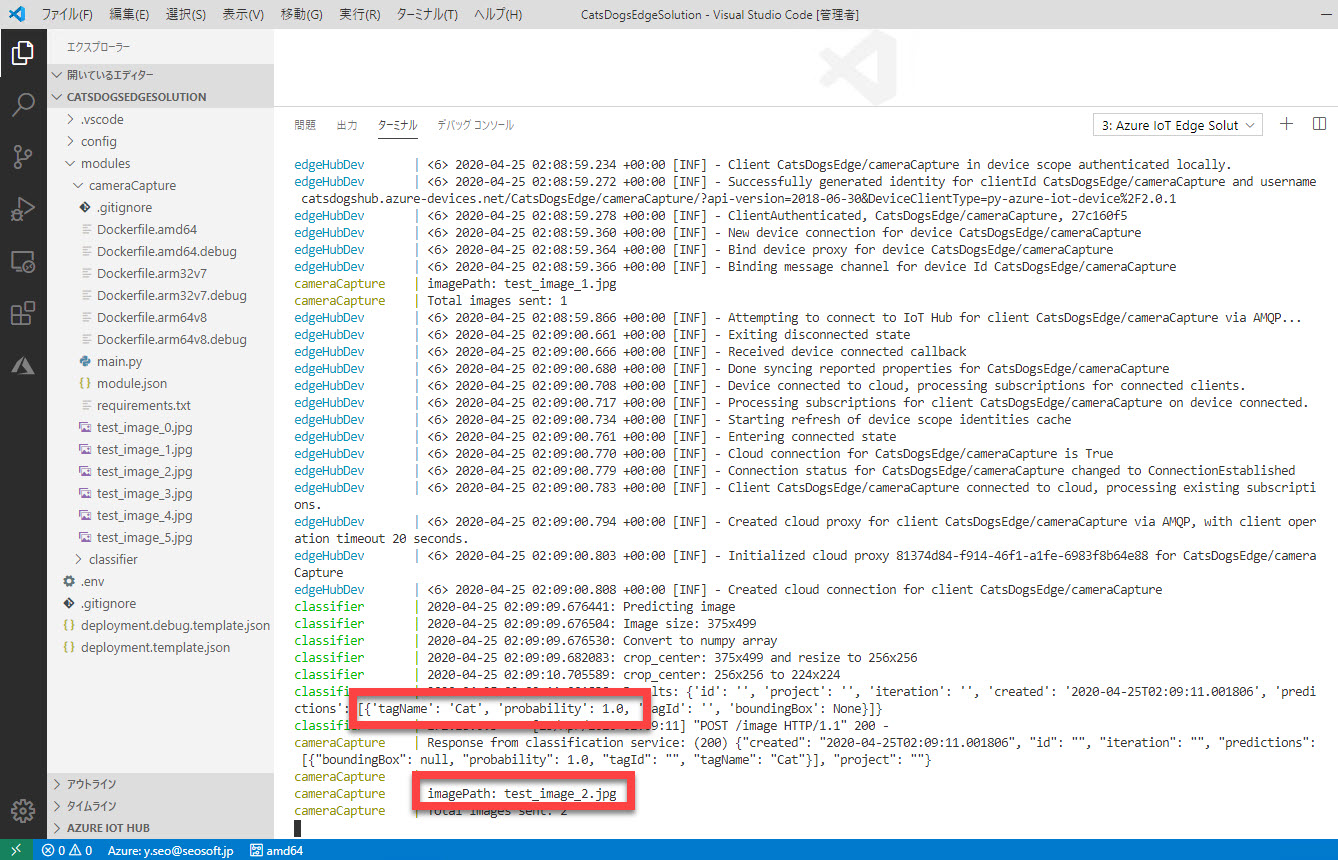 ファイル(F) 編集(E) 選択(S) 表示(V) 移動(G) 実行(R) ターミナル(T) ヘルプ(H) CatsDogsEdgeSolution - Visual Studio Code [管理者]
エクスプローラー
開いているエディター
CATSDOGSEDGESOLUTION
.vscode
config
modules
cameraCapture
.gitignore
Dockerfile.amd64
Dockerfile.amd64.debug
Dockerfile.arm32v7
Dockerfile.arm32v7.debug
Dockerfile.arm64v8
Dockerfile.arm64v8.debug
main.py
module.json
requirements.txt
test_image_0.jpg
test_image_1.jpg
test_image_2.jpg
test_image_3.jpg
test_image_4.jpg
test_image_5.jpg
classifier
.env
.gitignore
deployment.debug.template.json
deployment.template.json
アウトライン
タイムライン
AZURE IOT HUB
問題 出力 ターミナル デバッグ コンソール 3: Azure IoT Edge Solut
edgeHubDev | <6> 2020-04-25 02:08:59.234 +00:00 [INF] - Client CatsDogsEdge/cameraCapture in device scope authenticated locally.
edgeHubDev | <6> 2020-04-25 02:08:59.272 +00:00 [INF] - Successfully generated identity for clientId CatsDogsEdge/cameraCapture and username
catsdogshub.azure-devices.net/CatsDogsEdge/cameraCapture/?api-version=2018-06-30&DeviceClientType=py-azure-iot-device%2F2.0.1
edgeHubDev | <6> 2020-04-25 02:08:59.278 +00:00 [INF] - ClientAuthenticated, CatsDogsEdge/cameraCapture, 27c160f5
edgeHubDev | <6> 2020-04-25 02:08:59.360 +00:00 [INF] - New device connection for device CatsDogsEdge/cameraCapture
edgeHubDev | <6> 2020-04-25 02:08:59.364 +00:00 [INF] - Bind device proxy for device CatsDogsEdge/cameraCapture
edgeHubDev | <6> 2020-04-25 02:08:59.366 +00:00 [INF] - Binding message channel for device Id CatsDogsEdge/cameraCapture
cameraCapture | imagePath: test_image_1.jpg
cameraCapture | Total images sent: 1
edgeHubDev | <6> 2020-04-25 02:08:59.866 +00:00 [INF] - Attempting to connect to IoT Hub for client CatsDogsEdge/cameraCapture via AMQP...
edgeHubDev | <6> 2020-04-25 02:09:00.661 +00:00 [INF] - Exiting disconnected state
edgeHubDev | <6> 2020-04-25 02:09:00.666 +00:00 [INF] - Received device connected callback
edgeHubDev | <6> 2020-04-25 02:09:00.680 +00:00 [INF] - Done syncing reported properties for CatsDogsEdge/cameraCapture
edgeHubDev | <6> 2020-04-25 02:09:00.708 +00:00 [INF] - Device connected to cloud, processing subscriptions for connected clients.
edgeHubDev | <6> 2020-04-25 02:09:00.717 +00:00 [INF] - Processing subscriptions for client CatsDogsEdge/cameraCapture on device connected.
edgeHubDev | <6> 2020-04-25 02:09:00.734 +00:00 [INF] - Starting refresh of device scope identities cache
edgeHubDev | <6> 2020-04-25 02:09:00.761 +00:00 [INF] - Entering connected state
edgeHubDev | <6> 2020-04-25 02:09:00.770 +00:00 [INF] - Cloud connection for CatsDogsEdge/cameraCapture is True
edgeHubDev | <6> 2020-04-25 02:09:00.779 +00:00 [INF] - Connection status for CatsDogsEdge/cameraCapture changed to ConnectionEstablished
edgeHubDev | <6> 2020-04-25 02:09:00.783 +00:00 [INF] - Client CatsDogsEdge/cameraCapture connected to cloud, processing existing subscripti
ons.
edgeHubDev | <6> 2020-04-25 02:09:00.794 +00:00 [INF] - Created cloud proxy for client CatsDogsEdge/cameraCapture via AMQP, with client oper
ation timeout 20 seconds.
edgeHubDev | <6> 2020-04-25 02:09:00.803 +00:00 [INF] - Initialized cloud proxy 81374d84-f914-46f1-a1fe-6983f8b64e88 for CatsDogsEdge/camera
Capture
edgeHubDev | <6> 2020-04-25 02:09:00.808 +00:00 [INF] - Created cloud connection for client CatsDogsEdge/cameraCapture
classifier | 2020-04-25 02:09:09.676441: Predicting image
classifier | 2020-04-25 02:09:09.676504: Image size: 375x499
classifier | 2020-04-25 02:09:09.676530: Convert to numpy array
classifier | 2020-04-25 02:09:09.682083: crop_center: 375x499 and resize to 256x256
classifier | 2020-04-25 02:09:10.705589: crop_center: 256x256 to 224x224
classifi lts: {'id': '', 'project': '', 'iteration': '', 'created': '2020-04-25T02:09:11.001806', 'predi
ctions': [{'tagName': 'Cat', 'probability': 1.0, 'tagId': '', 'boundingBox': None}]}
classifi :09:11] "POST /image HTTP/1.1" 200 -
cameraCapture | Response from classification service: (200) {"created": "2020-04-25T02:09:11.001806", "id": "", "iteration": "", "predictions":
[{"boundingBox": null, "probability": 1.0, "tagId": "", "tagName": "Cat"}], "project": ""}
cameraCapture
cameraCapture imagePath: test_image_2.jpg
cameraCapture | Total images sent: 2
0 0 Azure: y.seo@seosoft.jp amd64